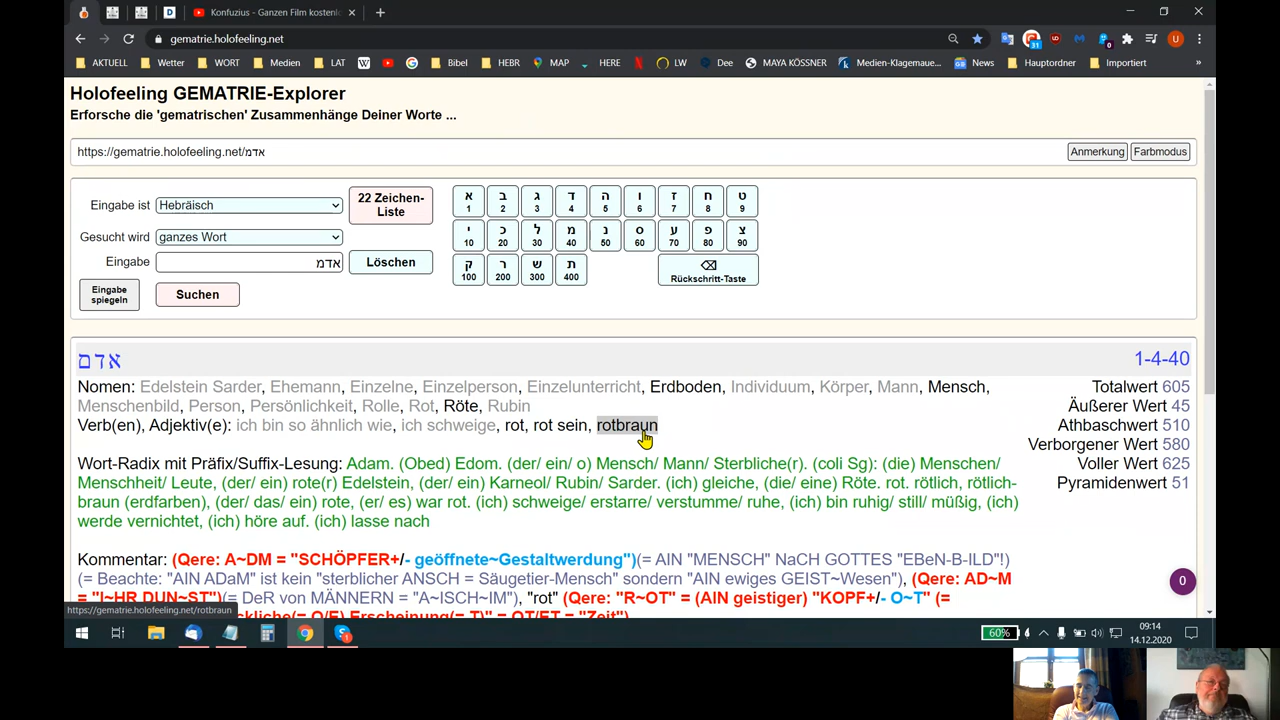 Konfuzius - Ganzen Film kostenl
gematrie.holofeeling.net
AKTUELL Wetter WORT Medien LAT Bibel HEBR MAP HERE LW Dee MAYA KÖSSNER Medien-Klagemaue... News Hauptordner Importiert »
Holofeeling GEMATRIE-Explorer
Erforsche die 'gematrischen' Zusammenhänge Deiner Worte ...
https://gematrie.holofeeling.net/אדמ
Anmerkung Farbmodus
Eingabe ist Hebräisch
22 Zeichen-
Liste
Gesucht wird ganzes Wort
Eingabe אדמ Löschen
Eingabe
spiegeln
Suchen
א ב ג ד ה ו ז ח ט
1 2 3 4 5 6 7 8 9
י כ ל מ נ ס ע פ צ
10 20 30 40 50 60 70 80 90
ק ר ש ת
100 200 300 400
Rückschritt-Taste
אדמ 1-4-40
Nomen: Edelstein Sarder, Ehemann, Einzelne, Einzelperson, Einzelunterricht, Erdboden, Individuum, Körper, Mann, Mensch,
Menschenbild, Person, Persönlichkeit, Rolle, Rot, Röte, Rubin
Verb(en), Adjektiv(e): ich bin so ähnlich wie, ich schweige, rot, rot sein, rotbraun
Totalwert 605
Äußerer Wert 45
Athbaschwert 510
Verborgener Wert 580
Voller Wert 625
Pyramidenwert 51
Wort-Radix mit Präfix/Suffix-Lesung: Adam. (Obed) Edom. (der/ ein/ o) Mensch/ Mann/ Sterbliche(r). (coli Sg): (die) Menschen/
Menschheit/ Leute, (der/ ein) rote(r) Edelstein, (der/ ein) Karneol/ Rubin/ Sarder. (ich) gleiche, (die/ eine) Röte. rot. rötlich, rötlich-
braun (erdfarben), (der/ das/ ein) rote, (er/ es) war rot. (ich) schweige/ erstarre/ verstumme/ ruhe, (ich) bin ruhig/ still/ müßig, (ich)
werde vernichtet, (ich) höre auf. (ich) lasse nach
Kommentar: (Qere: A~DM = "SCHÖPFER+/- geöffnete~Gestaltwerdung")(= AIN "MENSCH" NaCH GOTTES "EBeN-B-ILD"!)
(= Beachte: "AIN ADaM" ist kein "sterblicher ANSCH = Säugetier-Mensch" sondern "AIN ewiges GEIST~Wesen"), (Qere: AD~M
= "I~HR DUN~ST")(= DeR von MÄNNERN = "A~ISCH~IM"), "rot" (Qere: "R~OT" = (AIN geistiger) "KOPF+/- O~T" (=
https://gematrie.holofeeling.net/rotbraun
0
60%
09:14
14.12.2020